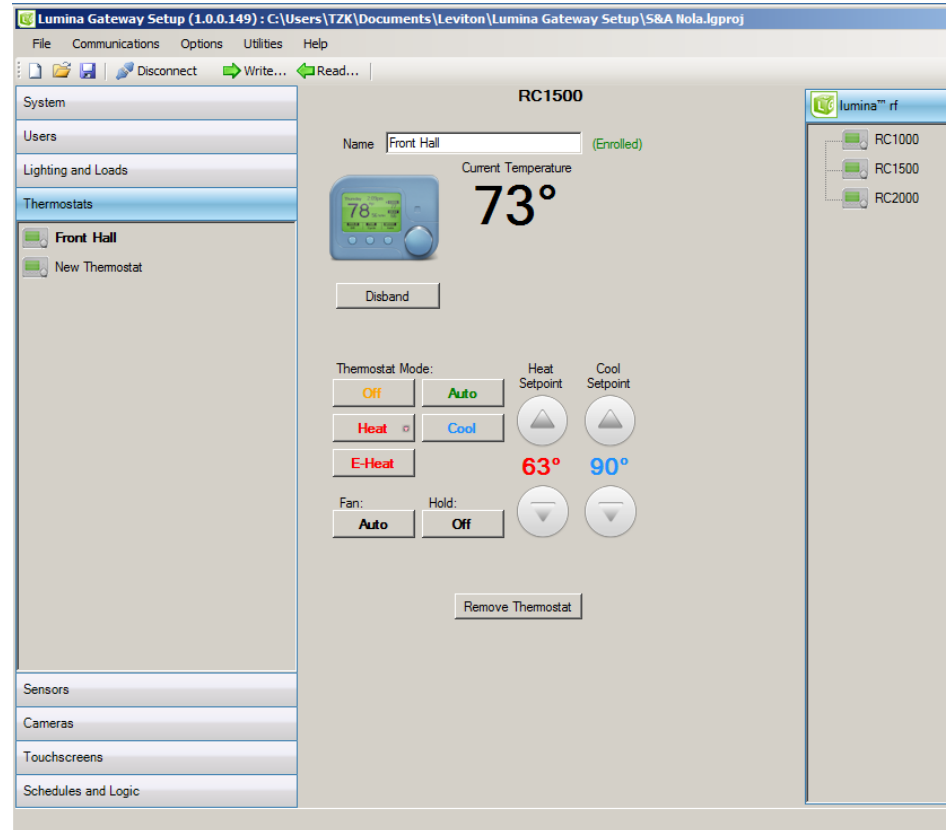 Lumina Gateway Setup (1.0.0.149) : C:\Users\TZK\Documents\Leviton\Lumina Gateway Setup\S&A Nola.lgproj
File Communications Options Utilities Help
Disconnect Write... Read...
System
Users
Lighting and Loads
Thermostats
Front Hall
New Thermostat
Sensors
Cameras
Touchscreens
Schedules and Logic
RC1500
Name Front Hall (Enrolled)
Current Temperature
73°
78
Disband
Thermostat Mode:
Off Auto
Heat Cool
E-Heat
Fan: Hold:
Auto Off
Heat Setpoint
63°
Cool Setpoint
90°
Remove Thermostat
lumina™ rf
RC1000
RC1500
RC2000